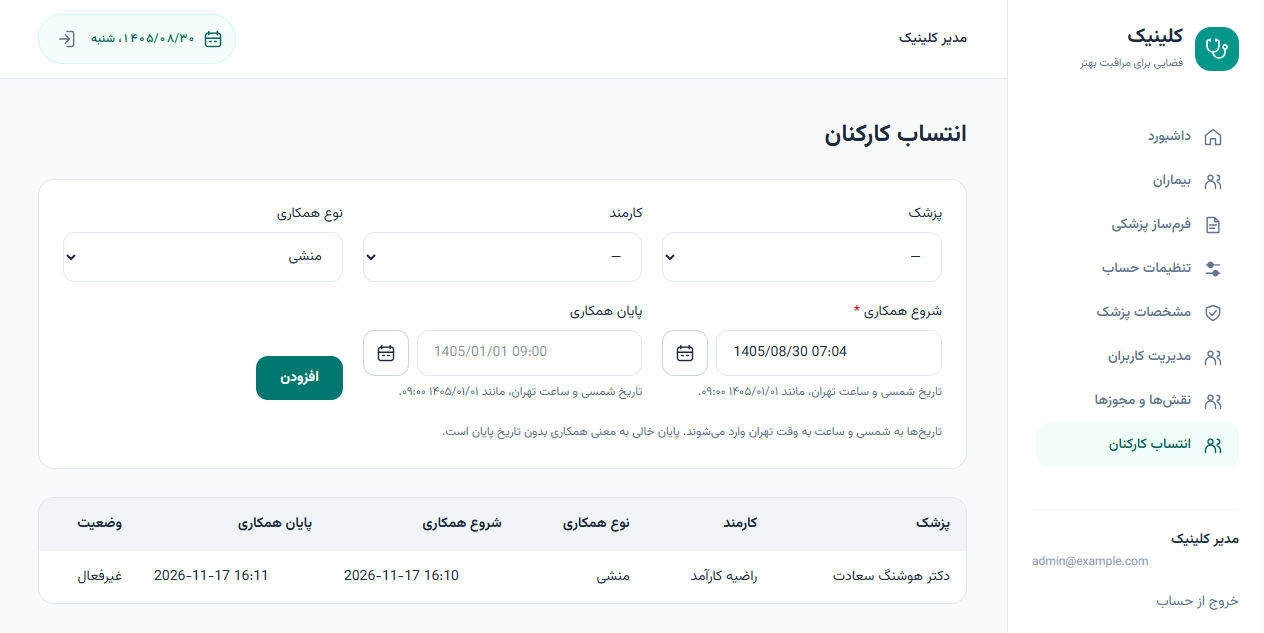 کلینیک
فضایی برای مراقبت بهتر
داشبورد
بیماران
فرم‌ساز پزشکی
تنظیمات حساب
مشخصات پزشک
مدیریت کاربران
نقش‌ها و مجوزها
انتساب کارکنان
مدیر کلینیک
admin@example.com
خروج از حساب
مدیر کلینیک
۱۴۰۵/۰۸/۳۰، شنبه
انتساب کارکنان
پزشک
—
کارمند
—
نوع همکاری
منشی
شروع همکاری *
1405/08/30 07:04
تاریخ شمسی و ساعت تهران، مانند ۱۴۰۵/۰۱/۰۱ ۰۹:۰۰.
پایان همکاری
1405/01/01 09:00
تاریخ شمسی و ساعت تهران، مانند ۱۴۰۵/۰۱/۰۱ ۰۹:۰۰.
افزودن
تاریخ‌ها به شمسی و ساعت به وقت تهران وارد می‌شوند. پایان خالی به معنی همکاری بدون تاریخ پایان است.
پزشک کارمند نوع همکاری شروع همکاری پایان همکاری وضعیت
دکتر هوشنگ سعادت راضیه کارآمد منشی 2026-11-17 16:10 2026-11-17 16:11 غیرفعال